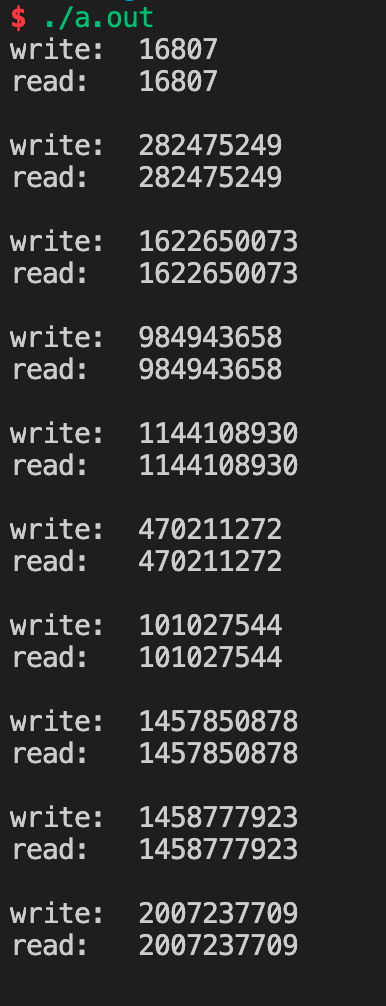 $ ./a.out
write:  16807
read:   16807

write:  282475249
read:   282475249

write:  1622650073
read:   1622650073

write:  984943658
read:   984943658

write:  1144108930
read:   1144108930

write:  470211272
read:   470211272

write:  101027544
read:   101027544

write:  1457850878
read:   1457850878

write:  1458777923
read:   1458777923

write:  2007237709
read:   2007237709